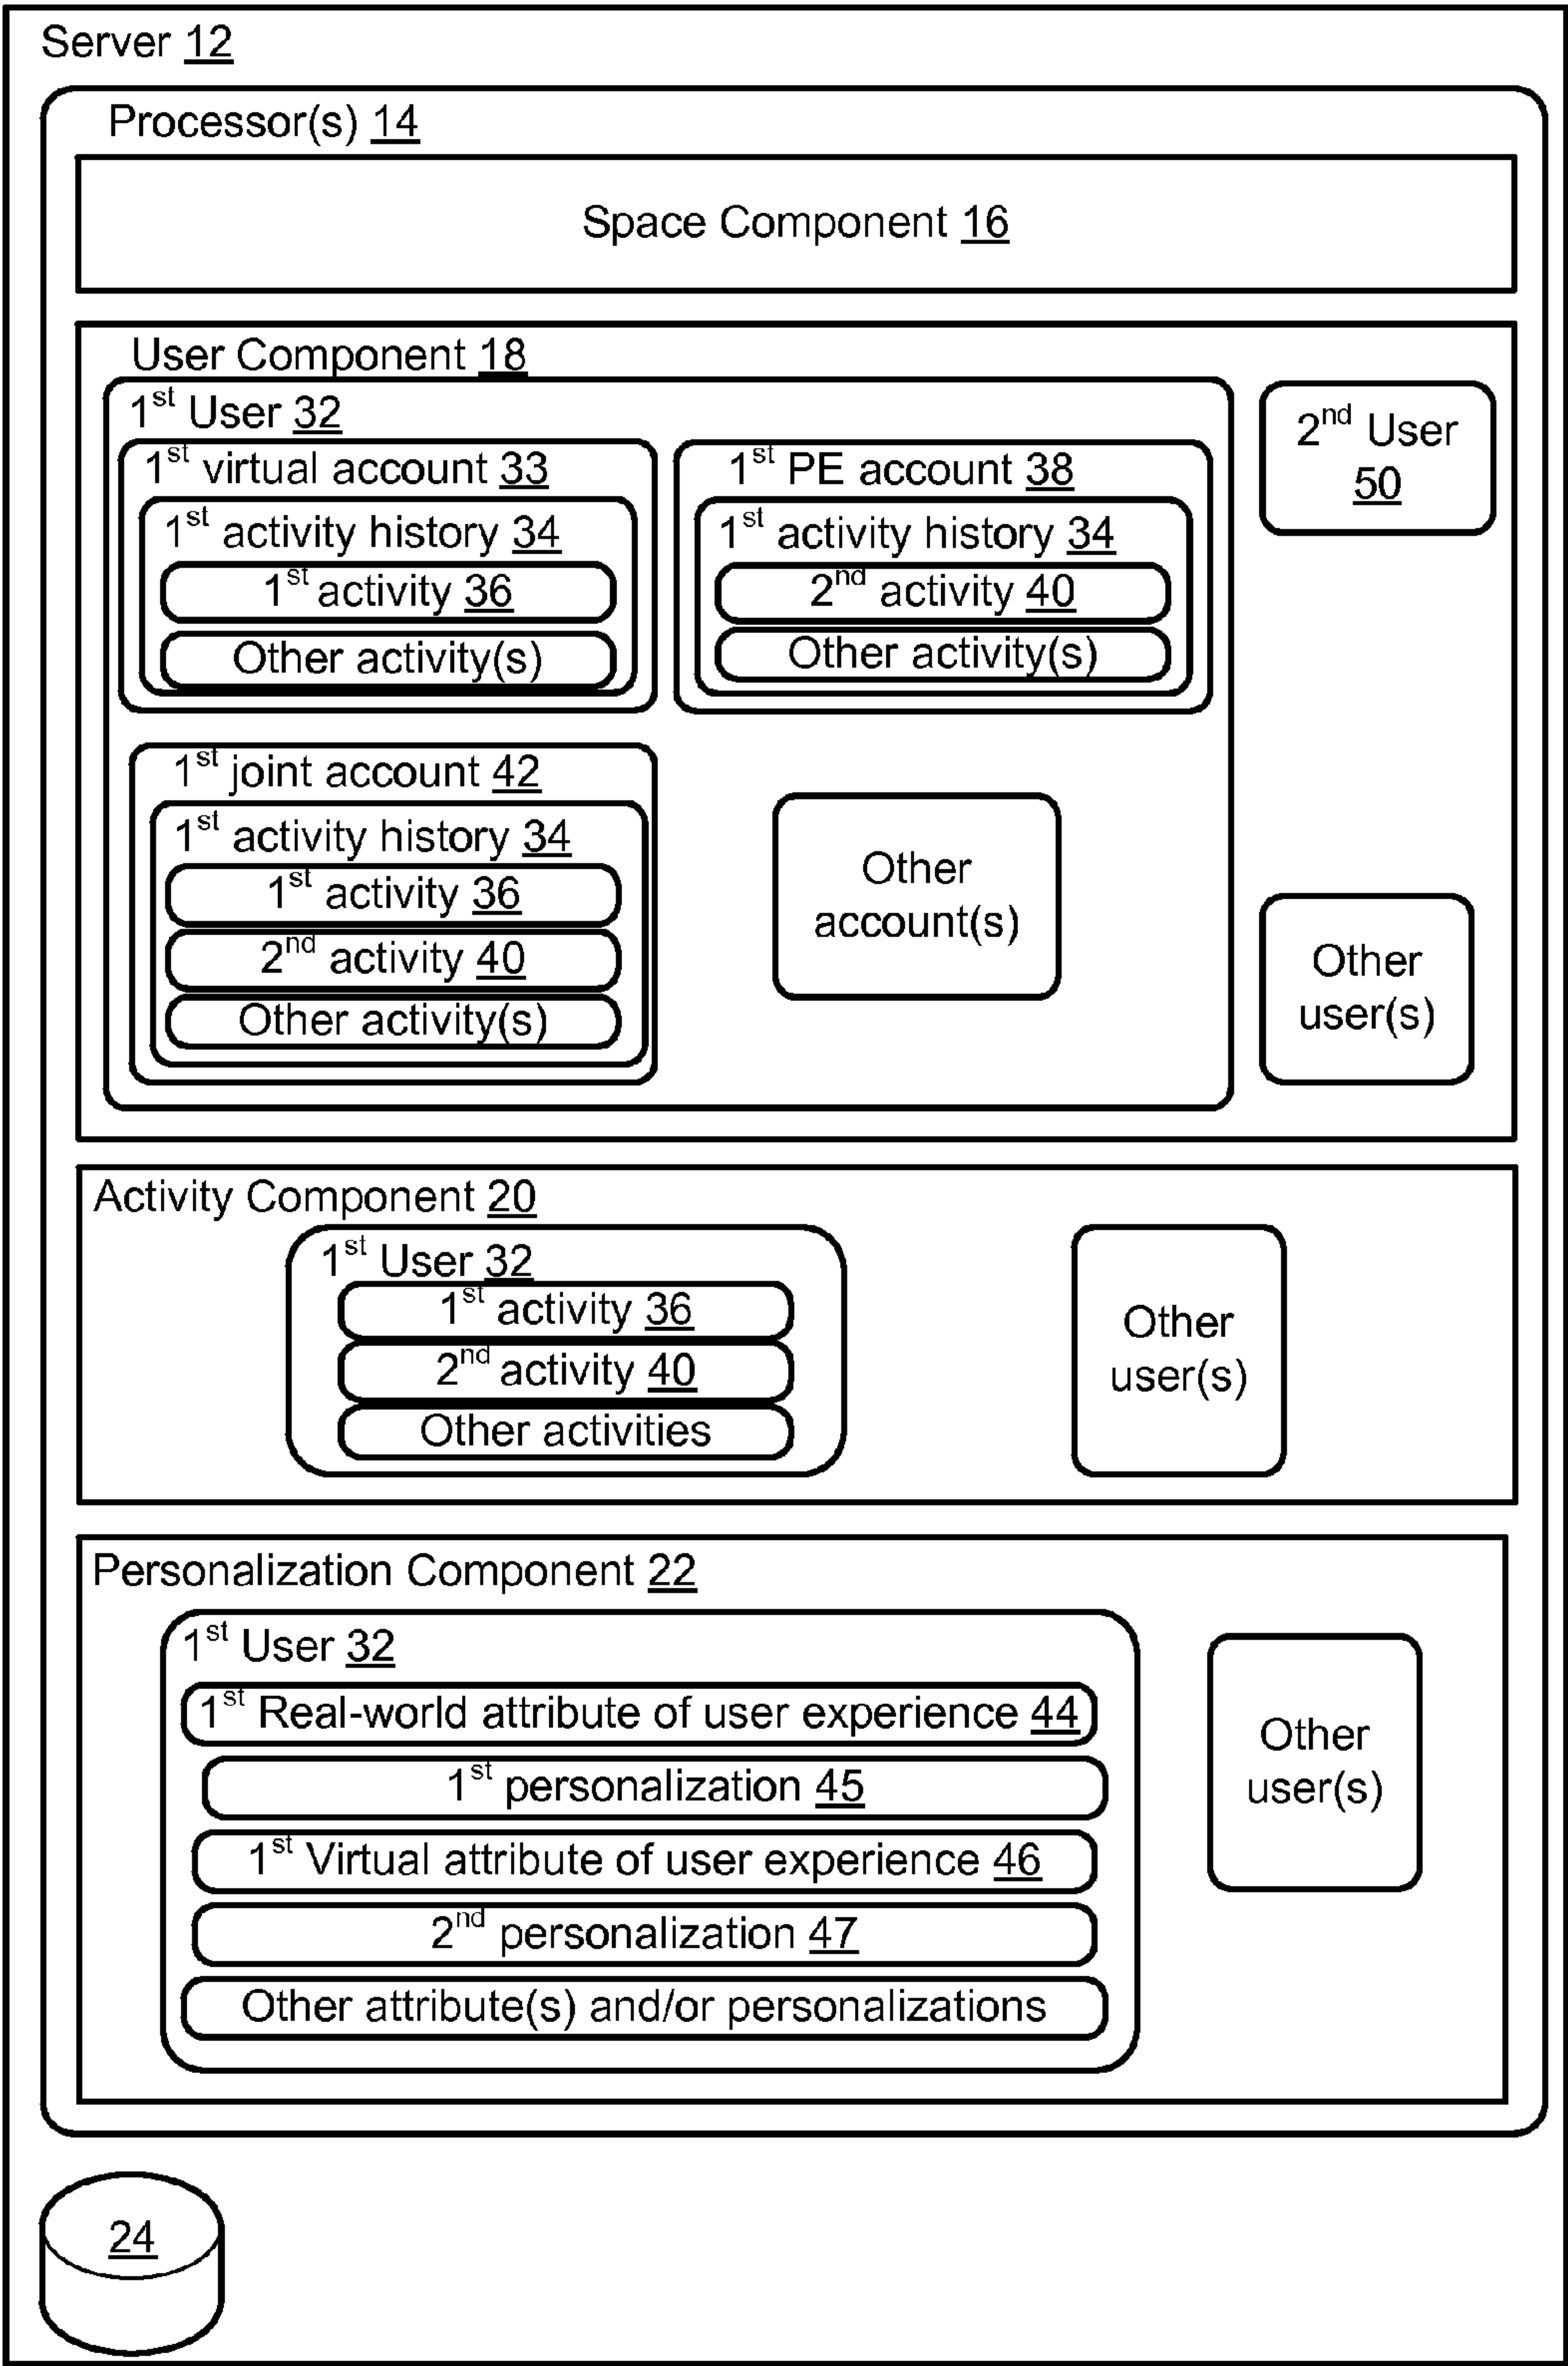 Server 12
Processor(s) 14
Space Component 16
User Component 18
1st User 32
1st virtual account 33
1st activity history 34
1st activity 36
Other activity(s)
1st PE account 38
1st activity history 34
2nd activity 40
Other activity(s)
1st joint account 42
1st activity history 34
1st activity 36
2nd activity 40
Other activity(s)
Other
account(s)
2nd User
50
Other
user(s)
Activity Component 20
1st User 32
1st activity 36
2nd activity 40
Other activities
Other
user(s)
Personalization Component 22
1st User 32
1st Real-world attribute of user experience 44
1st personalization 45
1st Virtual attribute of user experience 46
2nd personalization 47
Other attribute(s) and/or personalizations
Other
user(s)
24